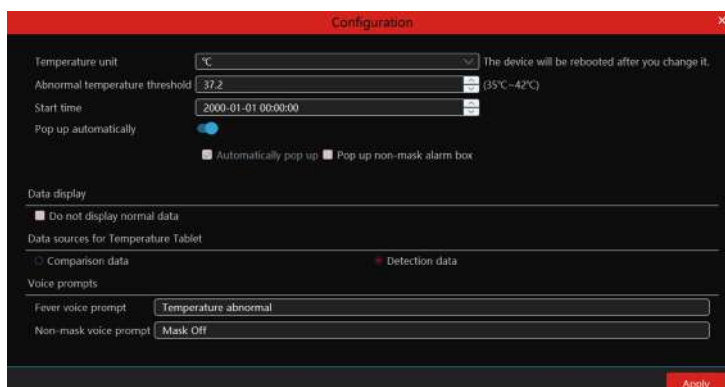 Configuration
Temperature unit ℃ The device will be rebooted after you change it.
Abnormal temperature threshold 37.2 (35℃~42℃)
Start time 2000-01-01 00:00:00
Pop up automatically
Automatically pop up Pop up non-mask alarm box
Data display
Do not display normal data
Data sources for Temperature Tablet
Comparison data Detection data
Voice prompts
Fever voice prompt Temperature abnormal
Non-mask voice prompt Mask Off
Apply